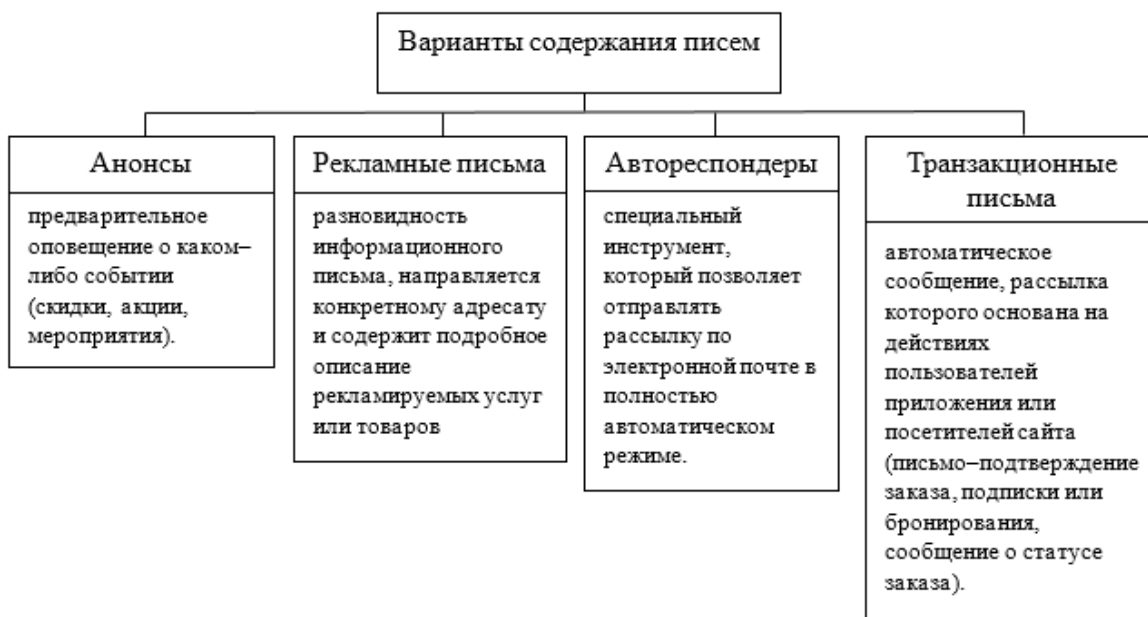 Варианты содержания писем
Анонсы
предварительное
оповещение о каком–
либо событии
(скидки, акции,
мероприятия).
Рекламные письма
разновидность
информационного
письма, направляется
конкретному адресату
и содержит подробное
описание
рекламируемых услуг
или товаров
Автореспондеры
специальный
инструмент,
который позволяет
отправлять
рассылку по
электронной почте в
полностью
автоматическом
режиме.
Транзакционные
письма
автоматическое
сообщение, рассылка
которого основана на
действиях
пользователей
приложения или
посетителей сайта
(письмо–подтверждение
заказа, подписки или
бронирования,
сообщение о статусе
заказа).